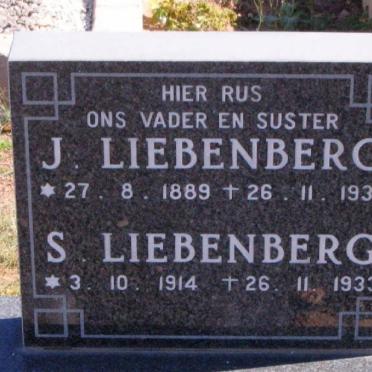 HIER RUS
ONS VADER EN SUSTER
J. LIEBENBERG
* 27. 8. 1889 † 26. 11. 193
S. LIEBENBERG
* 3. 10. 1914 † 26. 11. 1933